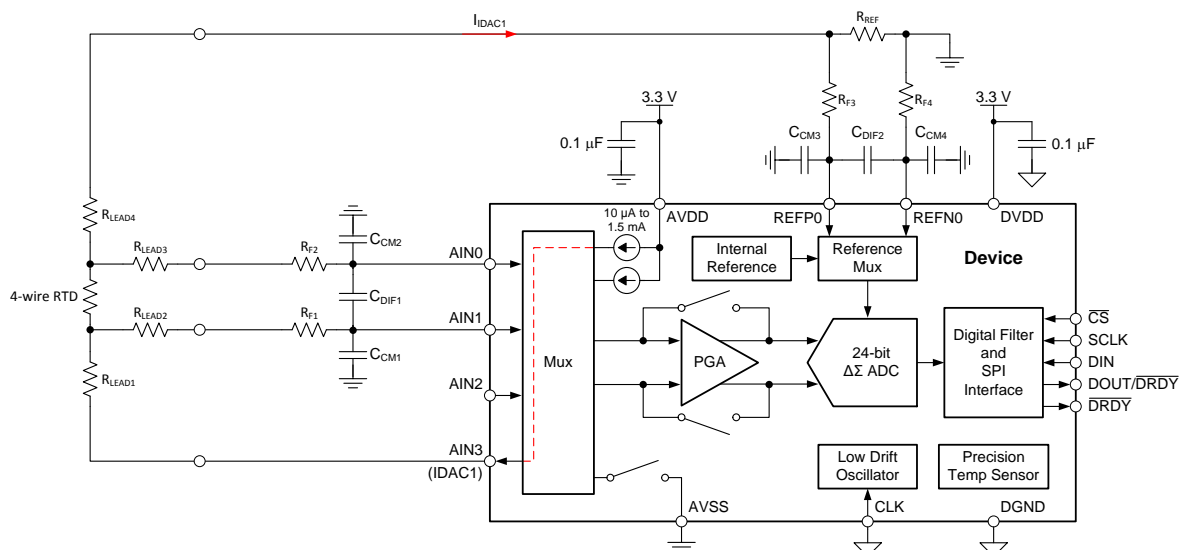 I_IDAC1
R_REF
R_F3
R_F4
3.3 V
3.3 V
0.1 µF
C_CM3
C_DIF2
C_CM4
0.1 µF
R_LEAD4
R_LEAD3
R_F2
C_CM2
AIN0
10 µA to
1.5 mA
AVDD
REFP0
REFN0
DVDD
Internal
Reference
Reference
Mux
Device
4-wire RTD
C_DIF1
R_LEAD2
R_F1
AIN1
C_CM1
R_LEAD1
Mux
PGA
24-bit
ΔΣ ADC
Digital Filter
and
SPI
Interface
C̅S̅
SCLK
DIN
DOUT/D̅R̅D̅Y̅
D̅R̅D̅Y̅
AIN2
AIN3
(IDAC1)
Low Drift
Oscillator
Precision
Temp Sensor
AVSS
CLK
DGND